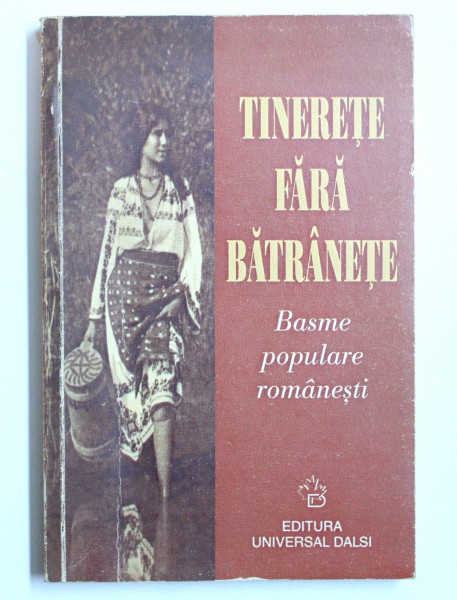 TINEREȚE
FĂRĂ
BĂTRÂNEȚE
Basme
populare
românești
EDITURA
UNIVERSAL DALSI